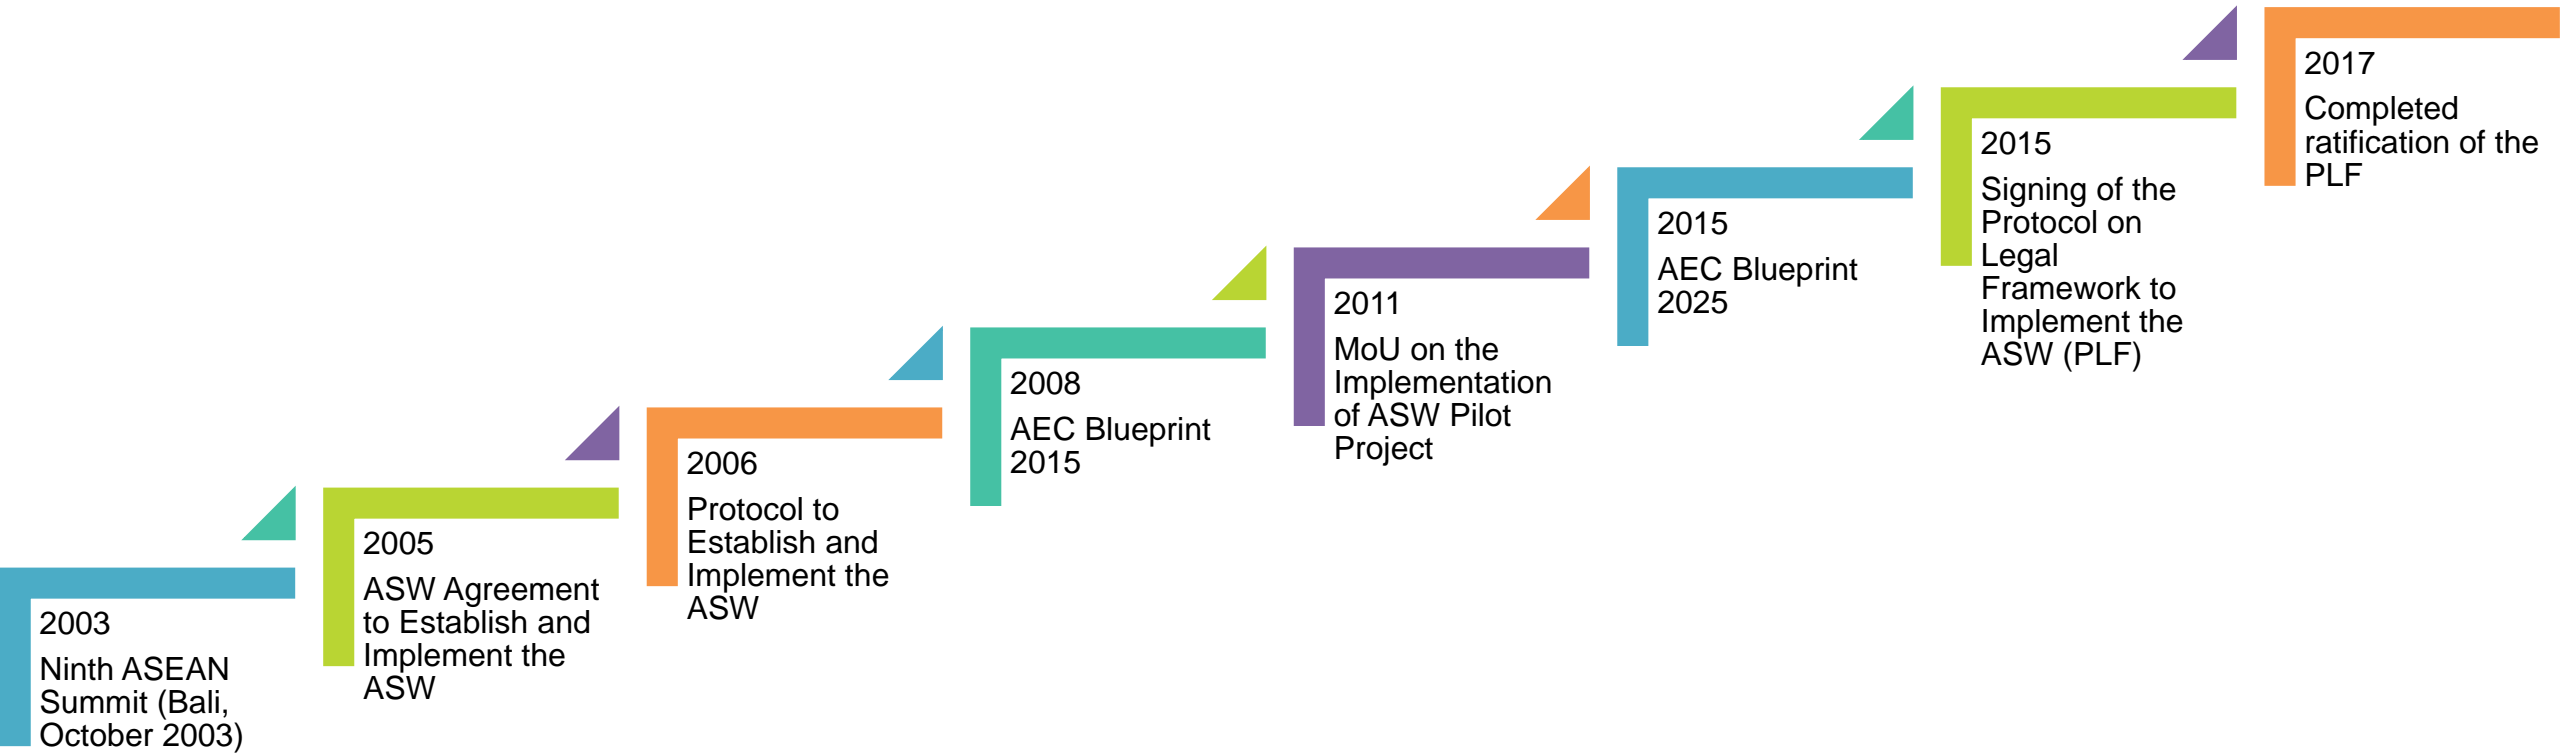 2003
Ninth ASEAN
Summit (Bali,
October 2003)
2005
ASW Agreement
to Establish and
Implement the
ASW
2006
Protocol to
Establish and
Implement the
ASW
2008
AEC Blueprint
2015
2011
MoU on the
Implementation
of ASW Pilot
Project
2015
AEC Blueprint
2025
2015
Signing of the
Protocol on
Legal
Framework to
Implement the
ASW (PLF)
2017
Completed
ratification of the
PLF